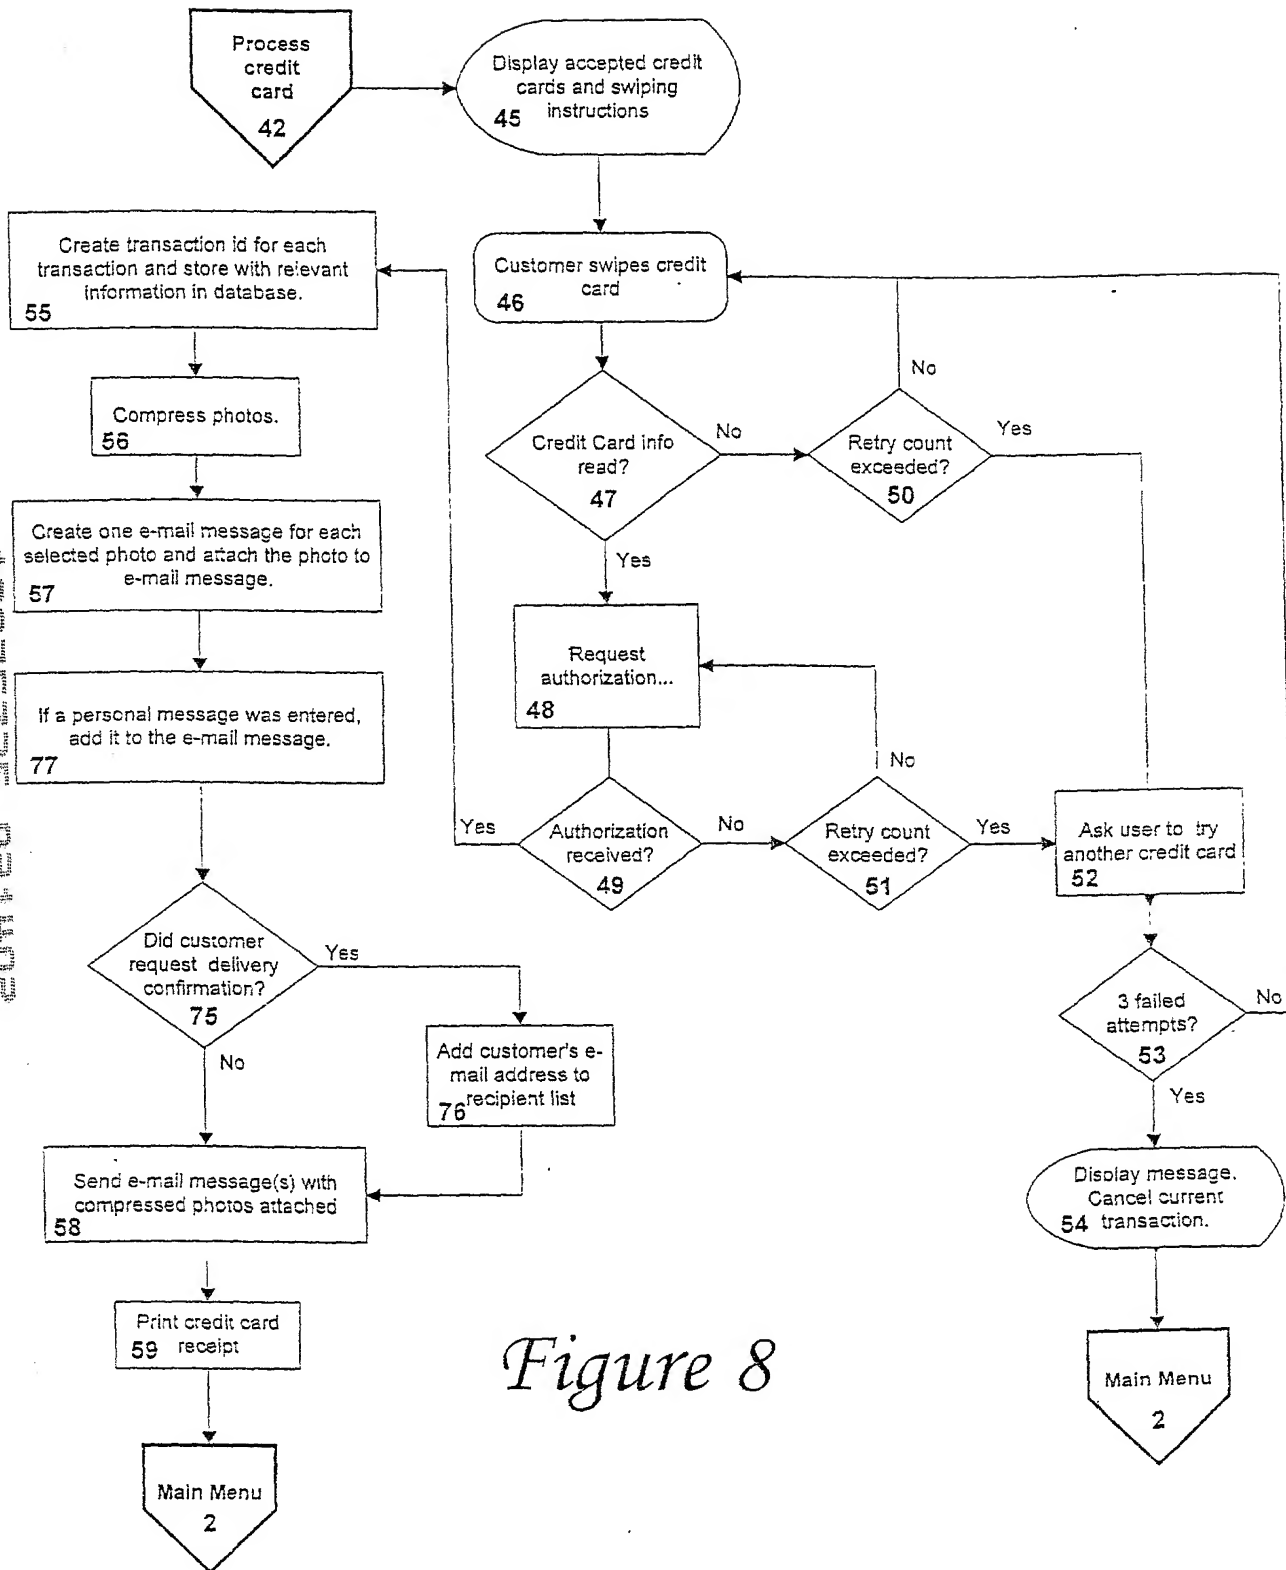 Process
credit
card
42
Display accepted credit
cards and swiping
instructions
45
Customer swipes credit
card
46
Credit Card info
read?
47
No
Retry count
exceeded?
50
No
Yes
Yes
Request
authorization...
48
Authorization
received?
49
Yes
No
Retry count
exceeded?
51
No
Yes
Ask user to try
another credit card
52
3 failed
attempts?
53
No
Yes
Display message.
Cancel current
transaction.
54
Main Menu
2
Create transaction id for each
transaction and store with relevant
information in database.
55
Compress photos.
56
Create one e-mail message for each
selected photo and attach the photo to
e-mail message.
57
If a personal message was entered,
add it to the e-mail message.
77
Did customer
request delivery
confirmation?
75
Yes
No
Add customer's e-
mail address to
recipient list
76
Send e-mail message(s) with
compressed photos attached
58
Print credit card
receipt
59
Main Menu
2
Figure 8